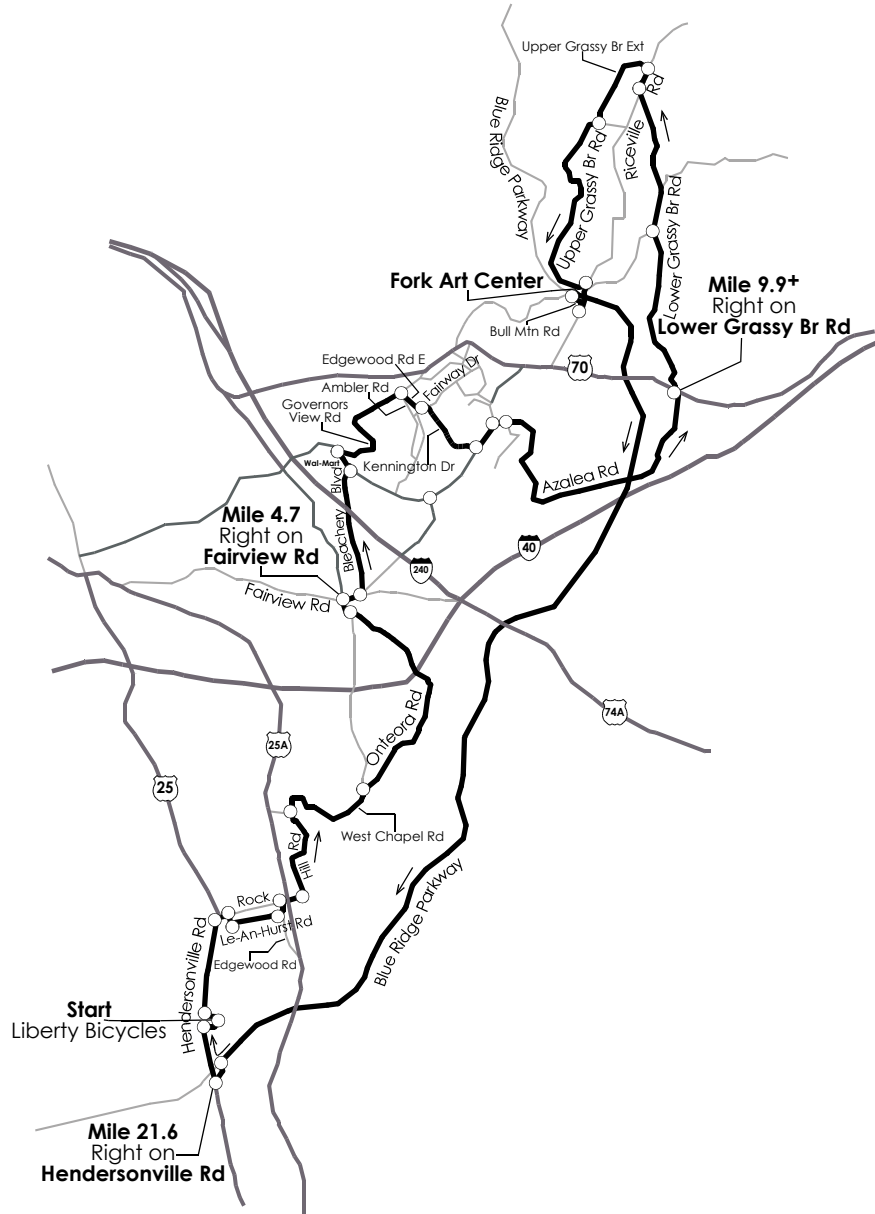 Upper Grassy Br Ext
Rd
Blue Ridge Parkway
Riceville
Upper Grassy Br Rd
Lower Grassy Br Rd
Fork Art Center
Mile 9.9+
Right on
Lower Grassy Br Rd
Bull Mtn Rd
Edgewood Rd E
70
Fairway Dr
Ambler Rd
Governors
View Rd
Wal-Mart
Kennington Dr
Azalea Rd
Blvd
Bleachery
Mile 4.7
Right on
Fairview Rd
40
240
Fairview Rd
Onteora Rd
74A
25A
25
West Chapel Rd
Rd
Hill
Rock
Le-An-Hurst Rd
Edgewood Rd
Hendersonville Rd
Blue Ridge Parkway
Start
Liberty Bicycles
Mile 21.6
Right on
Hendersonville Rd